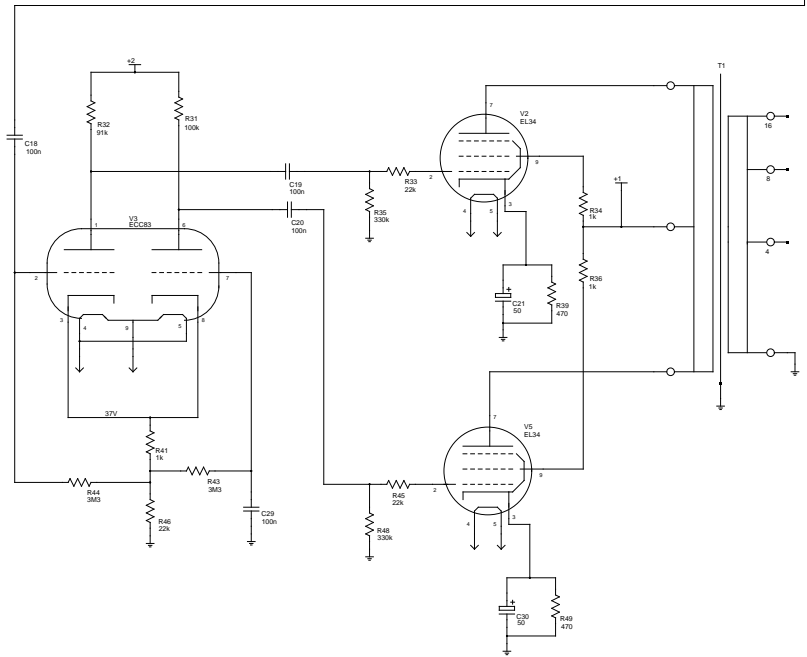 T1
+2
R32
91k
R31
100k
C18
100n
V2
EL34
7
16
C19
100n
R33
22k
2
9
8
R35
330k
C20
100n
4
5
3
R34
1k
+1
V3
ECC83
1
6
4
2
7
R36
1k
C21
50
R39
470
3
4
9
5
8
37V
7
V5
EL34
R41
1k
R43
3M3
R44
3M3
R46
22k
C29
100n
R45
22k
2
9
R48
330k
4
5
3
C30
50
R49
470
+
+